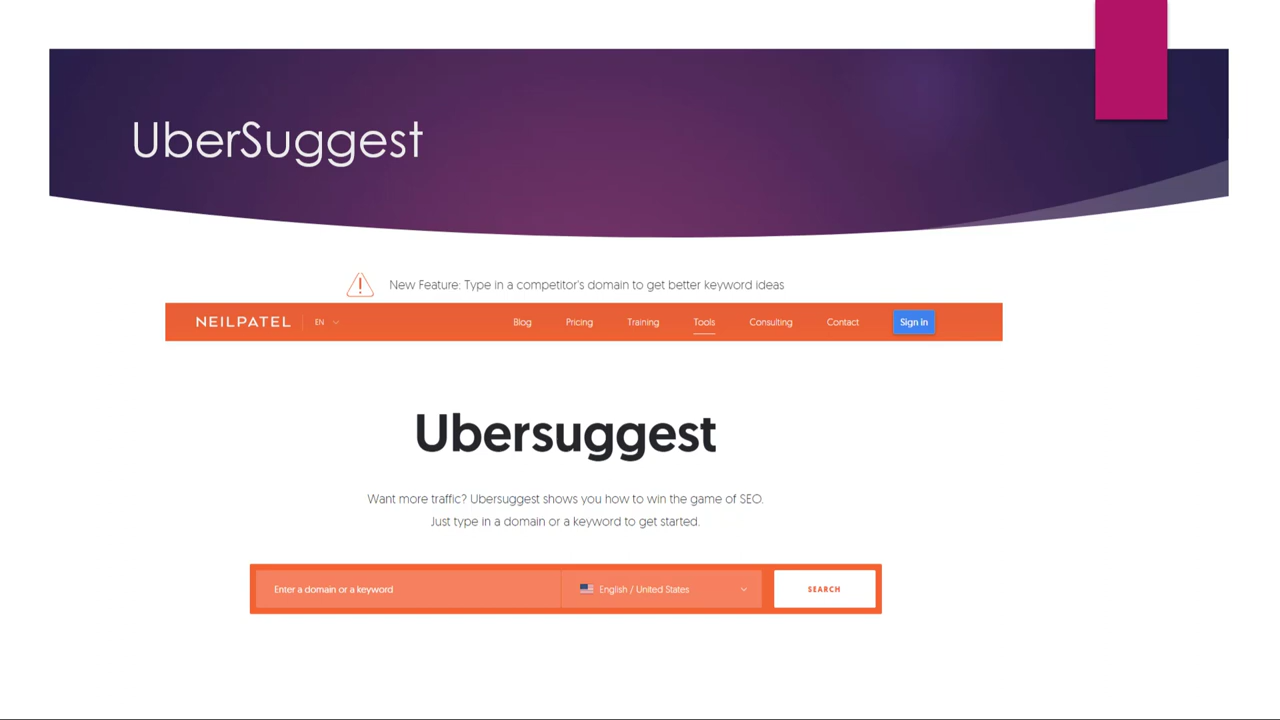 UberSuggest
New Feature: Type in a competitor's domain to get better keyword ideas
NEILPATEL EN Blog Pricing Training Tools Consulting Contact Sign in
Ubersuggest
Want more traffic? Ubersuggest shows you how to win the game of SEO.
Just type in a domain or a keyword to get started.
Enter a domain or a keyword English / United States SEARCH